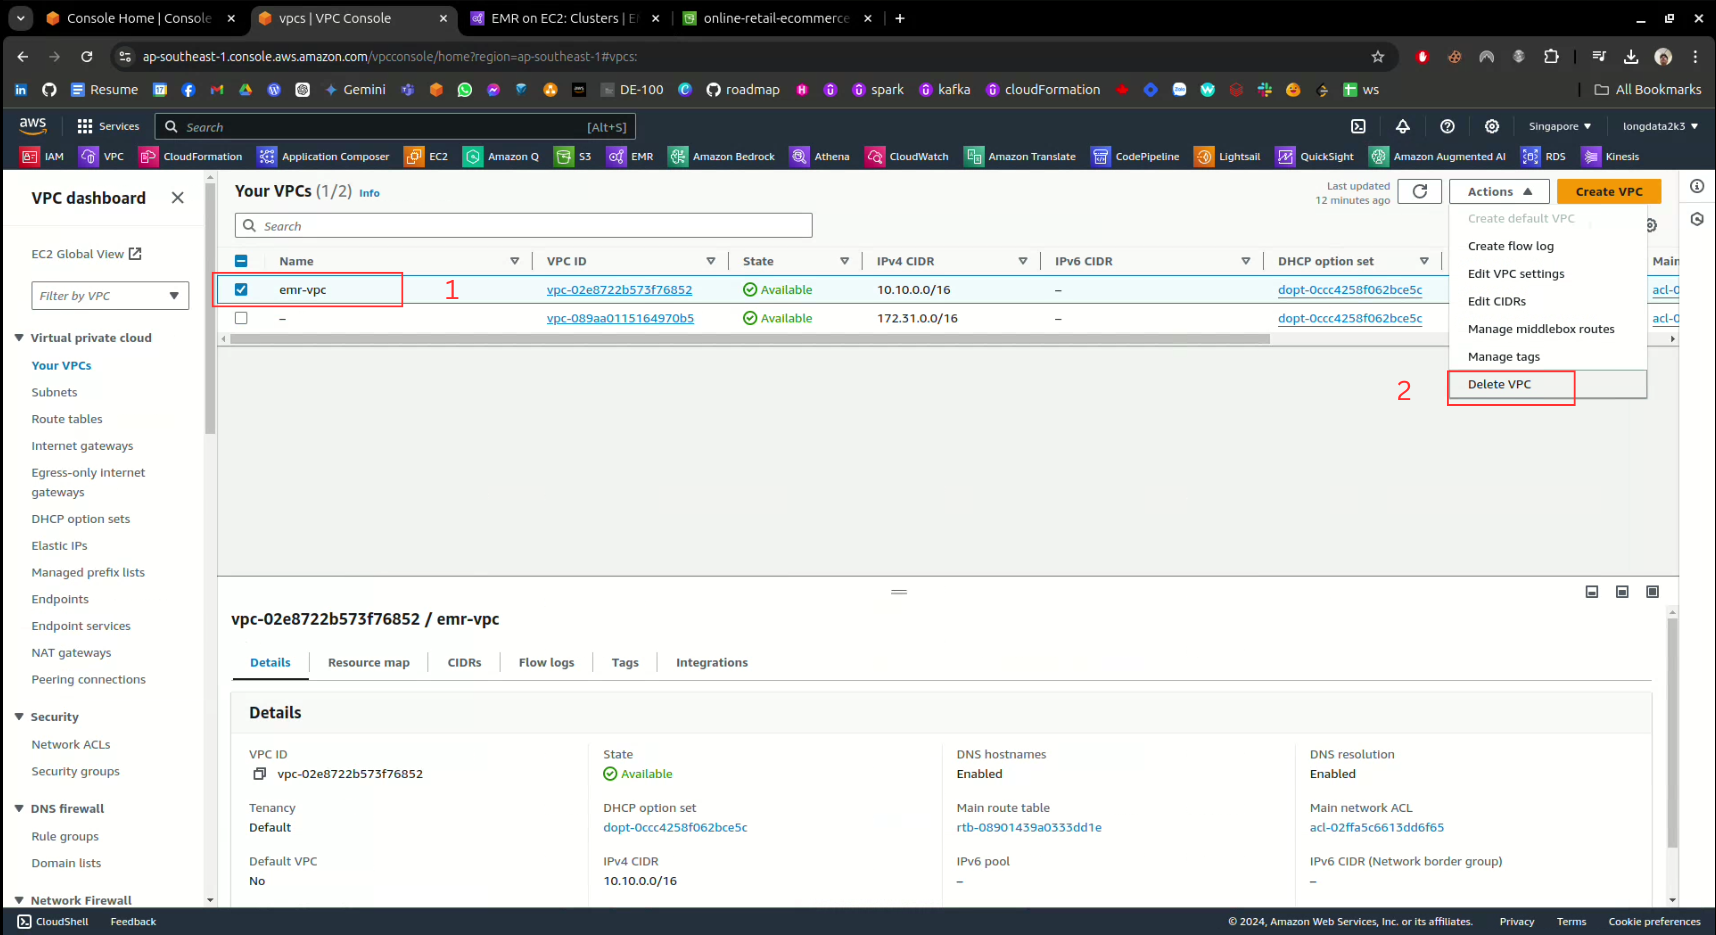 Console Home | Console
vpcs | VPC Console
EMR on EC2: Clusters | E
online-retail-ecommerce
ap-southeast-1.console.aws.amazon.com/vpcconsole/home?region=ap-southeast-1#vpcs:
Resume
Gemini
DE-100
roadmap
spark
kafka
cloudFormation
ws
All Bookmarks
aws
Services
Search
[Alt+S]
Singapore
longdata2k3
IAM
VPC
CloudFormation
Application Composer
EC2
Amazon Q
S3
EMR
Amazon Bedrock
Athena
CloudWatch
Amazon Translate
CodePipeline
Lightsail
QuickSight
Amazon Augmented AI
RDS
Kinesis
VPC dashboard
EC2 Global View
Filter by VPC
Virtual private cloud
Your VPCs
Subnets
Route tables
Internet gateways
Egress-only internet
gateways
DHCP option sets
Elastic IPs
Managed prefix lists
Endpoints
Endpoint services
NAT gateways
Peering connections
Security
Network ACLs
Security groups
DNS firewall
Rule groups
Domain lists
Network Firewall
Your VPCs (1/2) Info
Last updated
12 minutes ago
Actions
Create VPC
Search
Create default VPC
Create flow log
Edit VPC settings
Edit CIDRs
Manage middlebox routes
Manage tags
Delete VPC
2
Name VPC ID State IPv4 CIDR IPv6 CIDR DHCP option set Main
emr-vpc 1 vpc-02e8722b573f76852 Available 10.10.0.0/16 – dopt-0ccc4258f062bce5c acl-0
– vpc-089aa0115164970b5 Available 172.31.0.0/16 – dopt-0ccc4258f062bce5c acl-0
vpc-02e8722b573f76852 / emr-vpc
Details
Resource map
CIDRs
Flow logs
Tags
Integrations
Details
VPC ID
vpc-02e8722b573f76852
State
Available
DNS hostnames
Enabled
DNS resolution
Enabled
Tenancy
Default
DHCP option set
dopt-0ccc4258f062bce5c
Main route table
rtb-08901439a0333dd1e
Main network ACL
acl-02ffa5c6613dd6f65
Default VPC
No
IPv4 CIDR
10.10.0.0/16
IPv6 pool
–
IPv6 CIDR (Network border group)
–
CloudShell
Feedback
© 2024, Amazon Web Services, Inc. or its affiliates.
Privacy
Terms
Cookie preferences